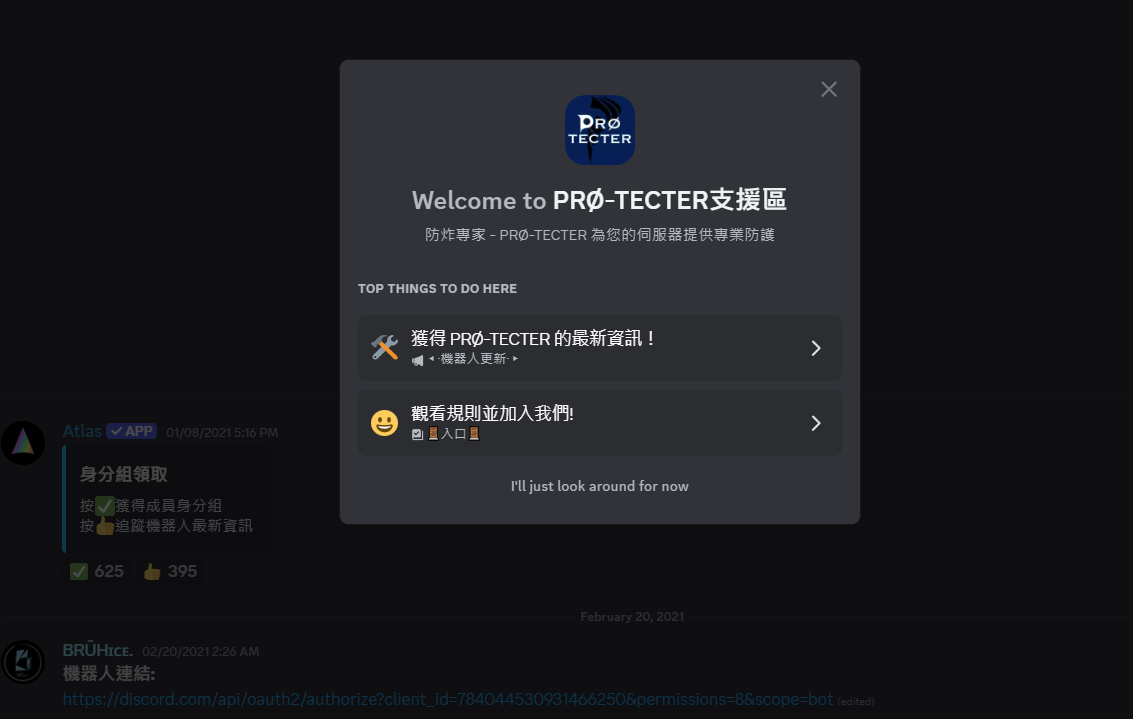 PRØ
TECTER
Welcome to PRØ-TECTER支援區
防炸專家 - PRØ-TECTER 為您的伺服器提供專業防護
TOP THINGS TO DO HERE
獲得 PRØ-TECTER 的最新資訊！
◂ ·機器人更新· ▸
觀看規則並加入我們!
入口
I'll just look around for now
Atlas ✓ APP 01/08/2021 5:16 PM
身分組領取
按✅獲得成員身分組
按👍追蹤機器人最新資訊
✅ 625 👍 395
February 20, 2021
BRŪHɪᴄᴇ. 02/20/2021 2:26 AM
機器人連結:
https://discord.com/api/oauth2/authorize?client_id=784044530931466250&permissions=8&scope=bot (edited)